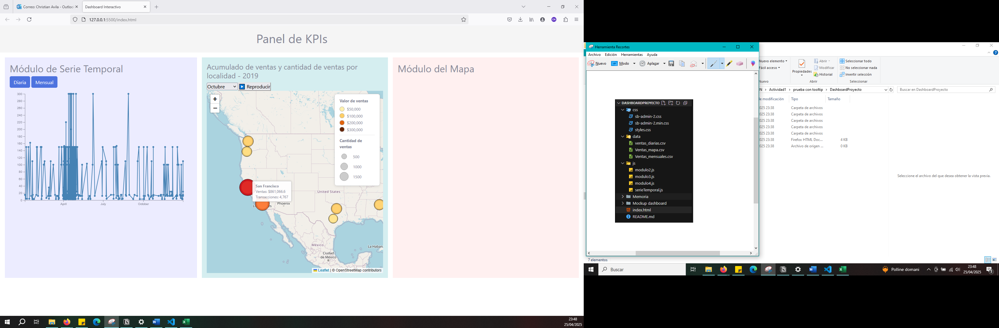 Correo: Christian Avila - Outloo
Dashboard Interactivo
127.0.0.1:5500/index.html
EN
Panel de KPIs
Módulo de Serie Temporal
Diaria
Mensual
300
280
260
240
220
200
180
160
140
120
100
80
60
40
20
0
April
July
October
Acumulado de ventas y cantidad de ventas por
localidad - 2019
Octubre
Reproducir
+
−
Valor de ventas
$50,000
$100,000
$200,000
$300,000
Cantidad de
ventas
500
1000
1500
San Francisco
Ventas: $861,066.6
Transacciones: 4,767
United States
Phoenix
México
Ciudad
de México
La Haban
Leaflet | © OpenStreetMap contributors
Módulo del Mapa
23:48
25/04/2025
Herramienta Recortes
Archivo Edición Herramientas Ayuda
Nuevo Modo Aplazar
DASHBOARDPROYECTO
css
sb-admin-2.css
sb-admin-2.min.css
styles.css
data
ventas_diarias.csv
Ventas_mapa.csv
Ventas_mensuales.csv
js
modulo2.js
modulo3.js
modulo4.js
serieTemporal.js
Memoria
Mockup dashboard
index.html
README.md
Nuevo elemento
Fácil acceso
Nuevo
Propiedades
Abrir
Modificar
Historial
Abrir
Seleccionar todo
No seleccionar nada
Invertir selección
Seleccionar
Actividad1 > prueba con tooltip > DashboardProyecto
Buscar en DashboardProyecto
de modificación Tipo Tamaño
025 23:38 Carpeta de archivos
025 23:38 Carpeta de archivos
025 23:38 Carpeta de archivos
025 23:38 Carpeta de archivos
025 23:38 Carpeta de archivos
025 23:38 Firefox HTML Doc... 4 KB
025 23:38 Archivo de origen ... 0 KB
Seleccione el archivo del que desea obtener la vista previa.
7 elementos
Buscar
Polline domani
23:48
25/04/2025
3